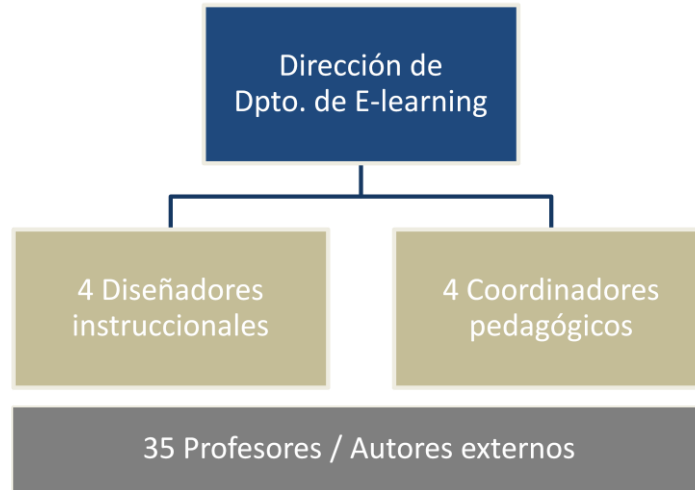 Dirección de
Dpto. de E-learning
4 Diseñadores
instruccionales
4 Coordinadores
pedagógicos
35 Profesores / Autores externos